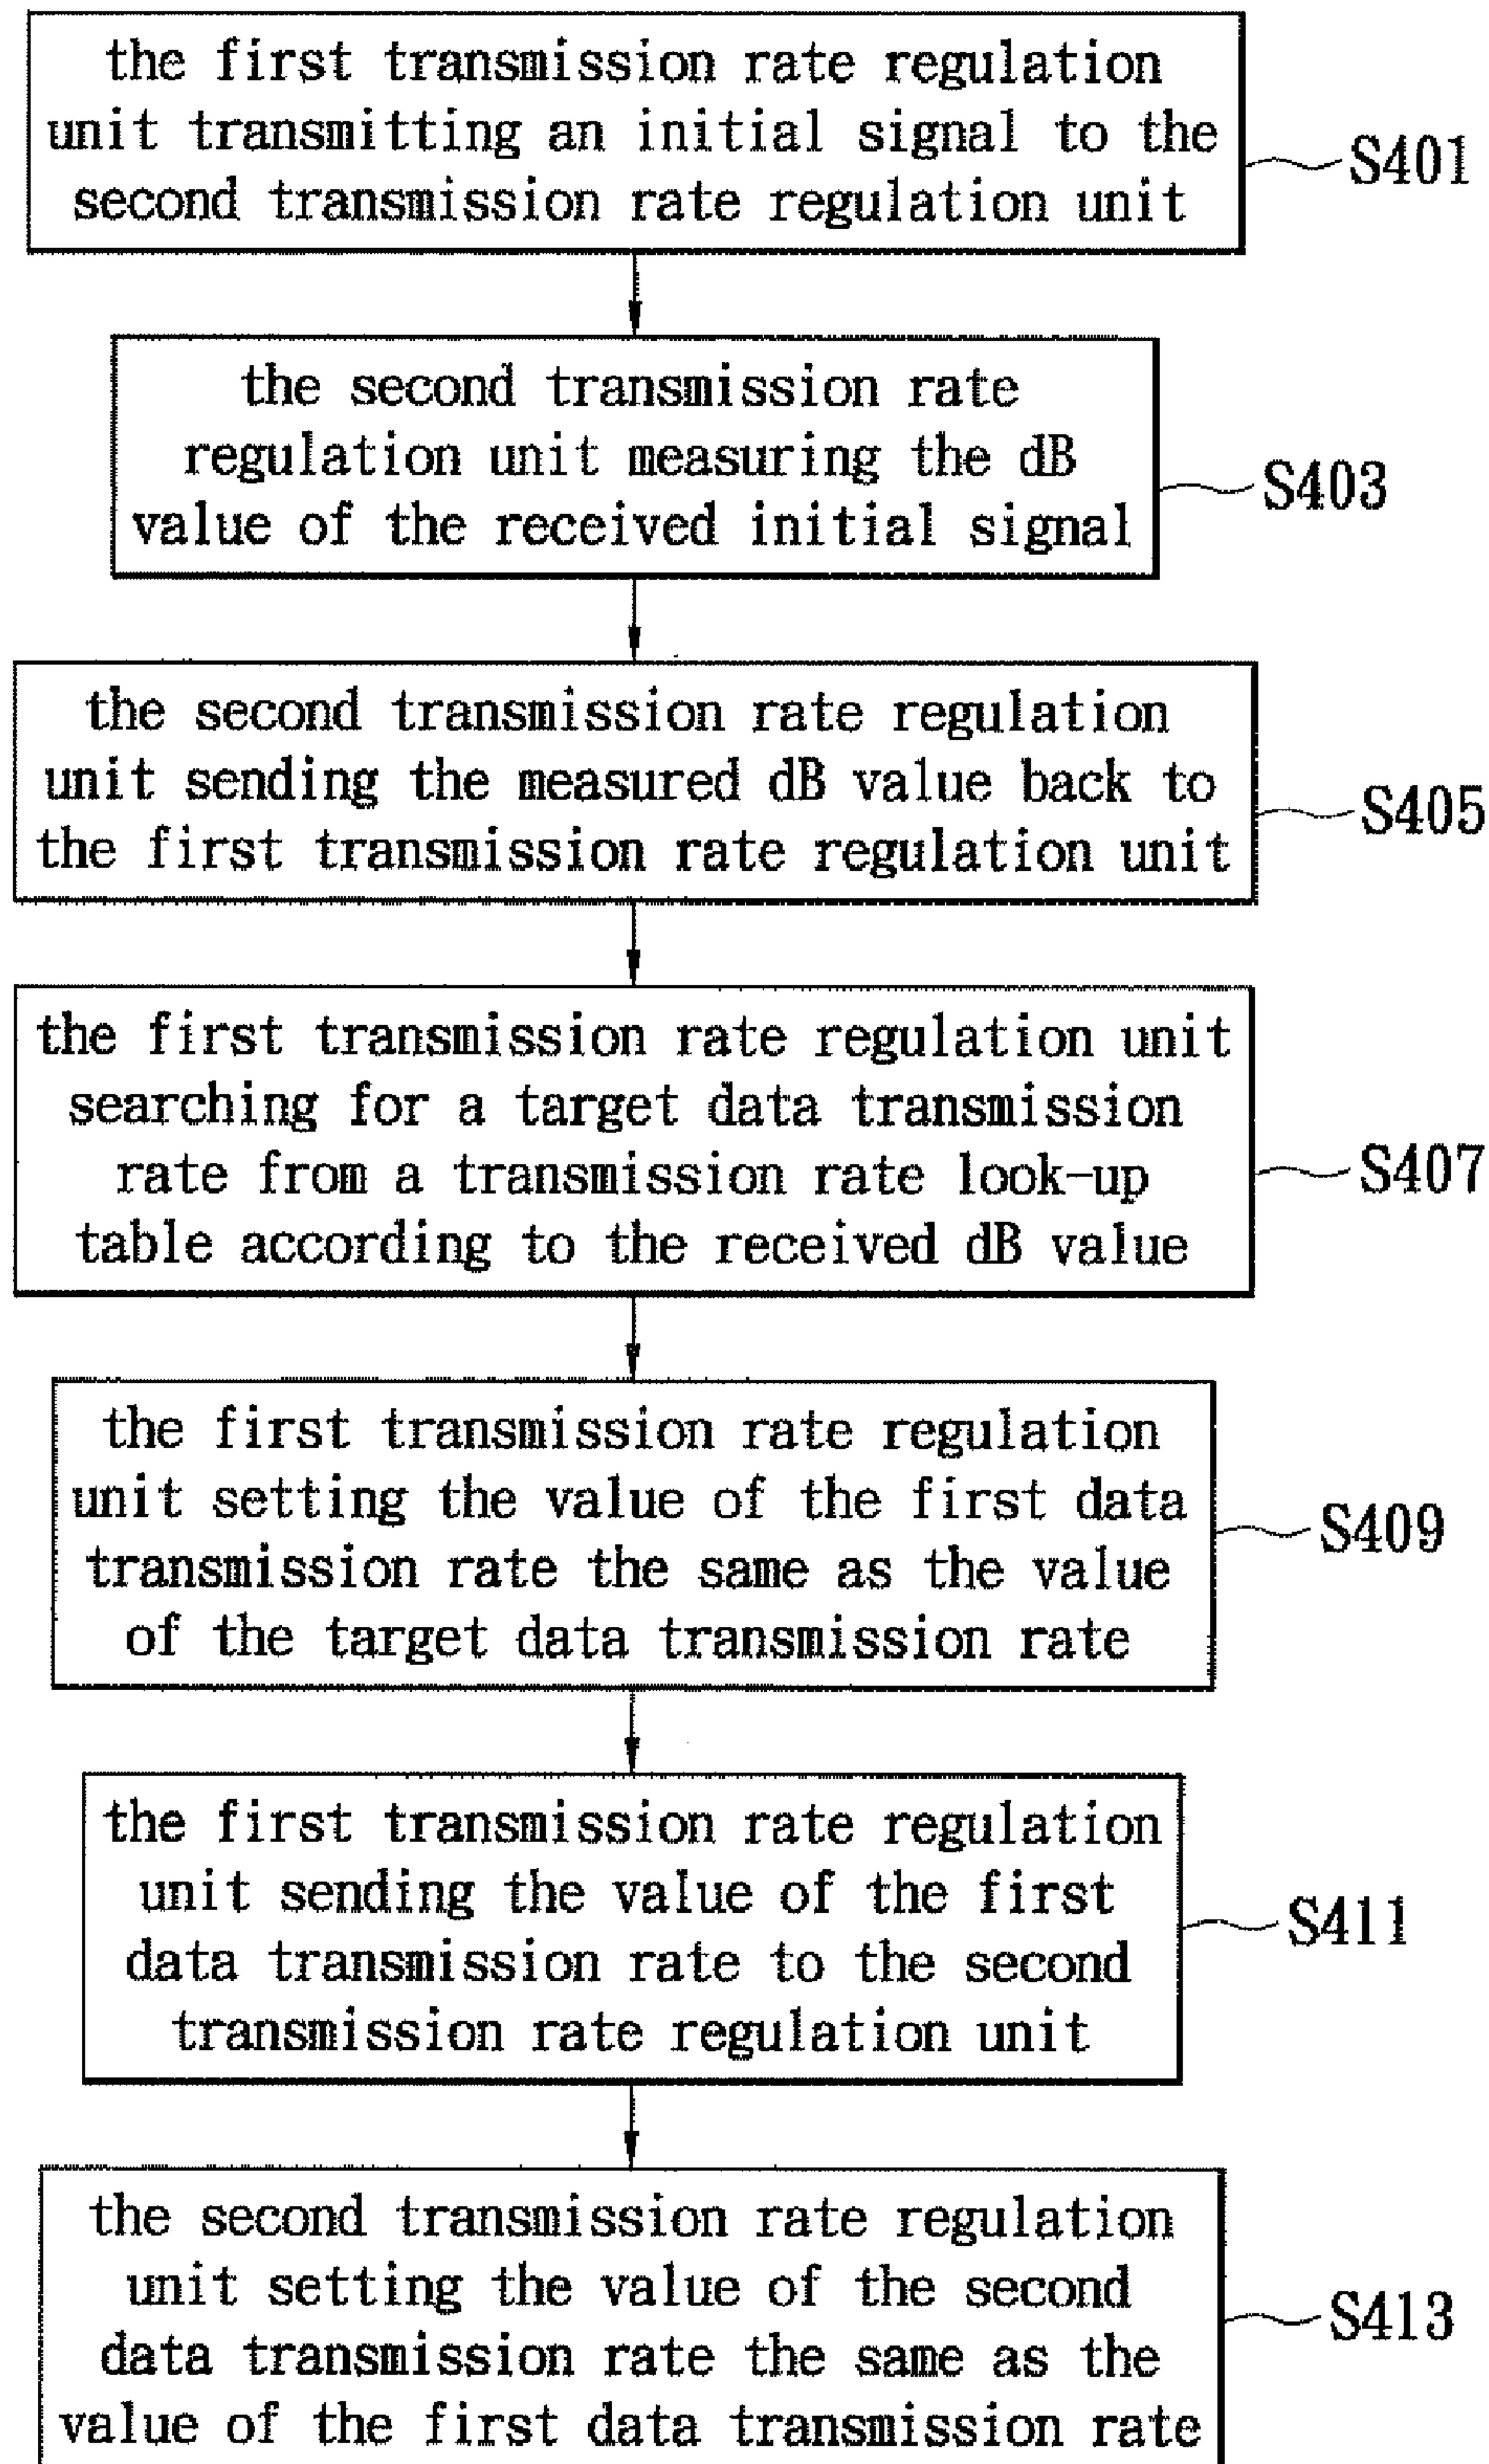 the first transmission rate regulation
unit transmitting an initial signal to the
second transmission rate regulation unit
S401
the second transmission rate
regulation unit measuring the dB
value of the received initial signal
S403
the second transmission rate regulation
unit sending the measured dB value back to
the first transmission rate regulation unit
S405
the first transmission rate regulation unit
searching for a target data transmission
rate from a transmission rate look-up
table according to the received dB value
S407
the first transmission rate regulation
unit setting the value of the first data
transmission rate the same as the value
of the target data transmission rate
S409
the first transmission rate regulation
unit sending the value of the first
data transmission rate to the second
transmission rate regulation unit
S411
the second transmission rate regulation
unit setting the value of the second
data transmission rate the same as the
value of the first data transmission rate
S413